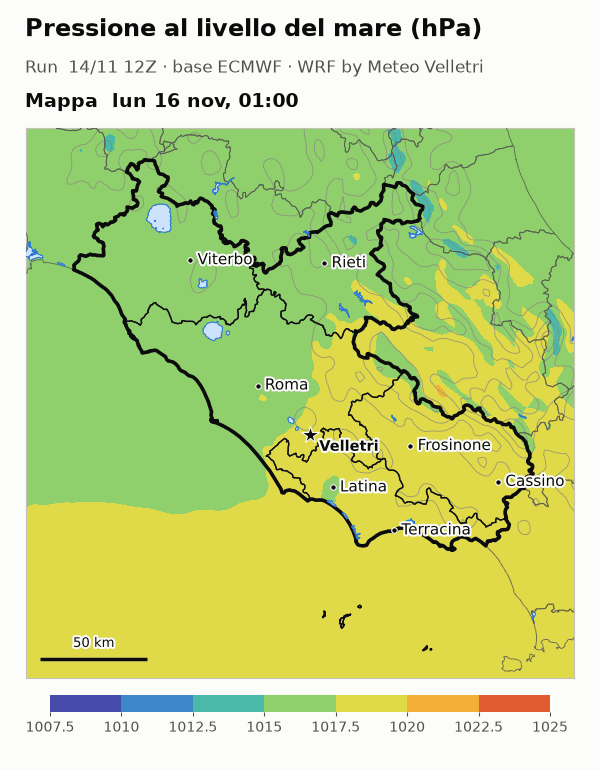 Pressione al livello del mare (hPa)
Run  14/11 12Z · base ECMWF · WRF by Meteo Velletri
Mappa  lun 16 nov, 01:00
Viterbo
Rieti
Roma
Velletri
Frosinone
Latina
Cassino
Terracina
50 km
1007.5 1010 1012.5 1015 1017.5 1020 1022.5 1025